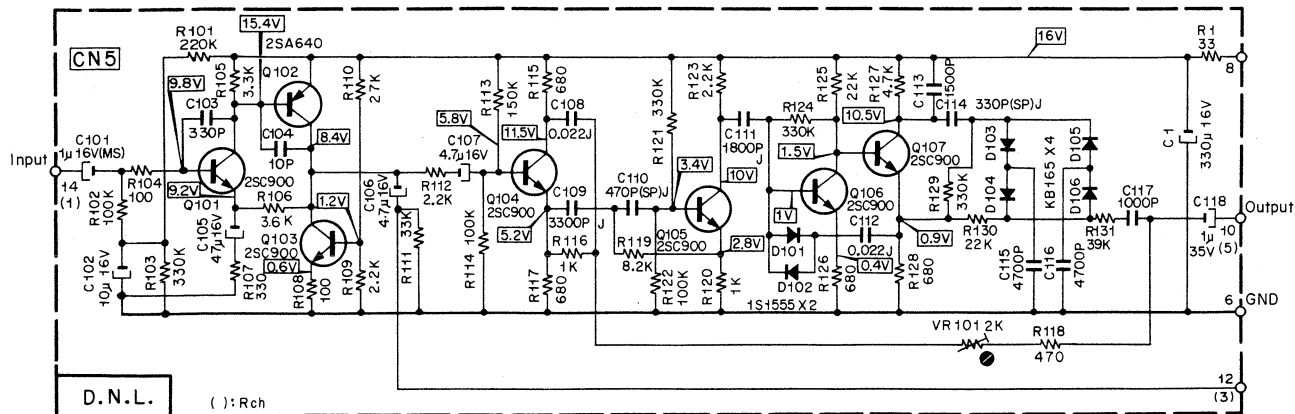 CN5
R101
220K
15.4V
2SA640
9.8V
R105
3.3K
Q102
R110
27K
C103
330P
C104
10P
8.4V
C101
1μ 16V(MS)
Input
14
(1)
R104
100
R102
100K
9.2V
2SC900
Q101
R106
3.6K
C105
47μ16V
Q103
2SC900
1.2V
0.6V
C102
10μ 16V
R103
330K
R107
330
R108
100
R109
2.2K
C106
4.7μ16V
R111
33K
R112
2.2K
C107
4.7μ16V
5.8V
R113
150K
R114
100K
R115
680
11.5V
C108
0.022J
Q104
2SC900
5.2V
C109
3300P
J
R116
1K
R117
680
C110
470P(SP)J
R119
8.2K
R121
330K
3.4V
Q105
2SC900
R122
100K
R120
1K
2.8V
R123
2.2K
10V
C111
1800P
J
R124
330K
1.5V
R125
22K
1V
D101
D102
1S1555 X2
Q106
2SC900
C112
0.022J
R126
680
0.4V
R127
4.7K
10.5V
Q107
2SC900
C113
1500P
C114
330P(SP)J
R129
330K
R128
680
0.9V
R130
22K
D103
D104
D105
D106
KB165 X4
C115
4700P
C116
4700P
R131
39K
C117
1000P
C118
1μ
35V
Output
10
(5)
16V
R1
33
8
C1
330μ 16V
6
GND
VR101 2K
R118
470
12
(3)
D.N.L.
( ): Rch